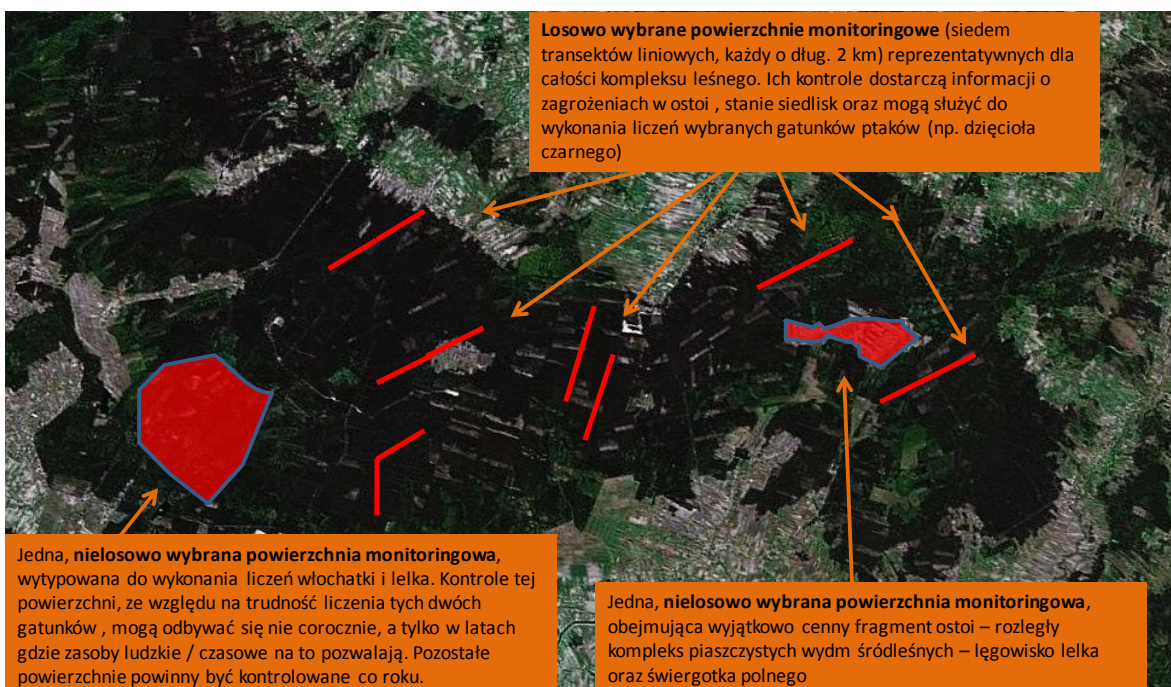 Losowo wybrane powierzchnie monitoringowe (siedem
transektów liniowych, każdy o dług. 2 km) reprezentatywnych dla
całości kompleksu leśnego. Ich kontrole dostarczą informacji o
zagrożeniach w ostoi , stanie siedlisk oraz mogą służyć do
wykonania liczeń wybranych gatunków ptaków (np. dzięcioła
czarnego)
Jedna, nielosowo wybrana powierzchnia monitoringowa,
wytypowana do wykonania liczeń włochatki i lelka. Kontrole tej
powierzchni, ze względu na trudność liczenia tych dwóch
gatunków , mogą odbywać się nie corocznie, a tylko w latach
gdzie zasoby ludzkie / czasowe na to pozwalają. Pozostałe
powierzchnie powinny być kontrolowane co roku.
Jedna, nielosowo wybrana powierzchnia monitoringowa,
obejmująca wyjątkowo cenny fragment ostoi – rozległy
kompleks piaszczystych wydm śródleśnych – lęgowisko lelka
oraz świergotka polnego